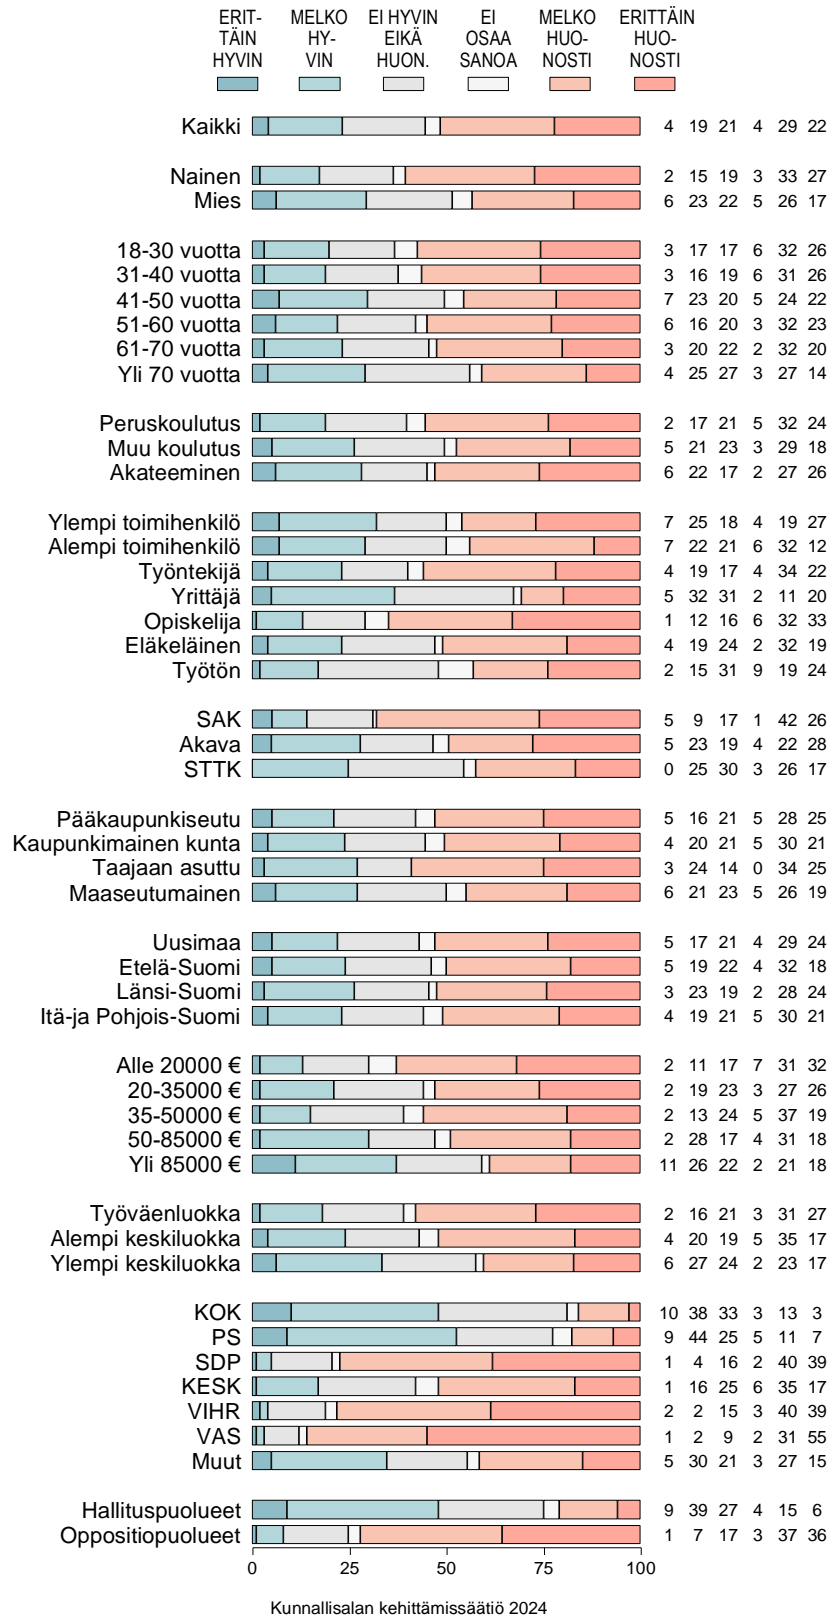 ERIT- MELKO EI HYVIN EI MELKO ERITTÄIN
TÄIN HY- EIKÄ OSAA HUO- HUO-
HYVIN VIN HUON. SANOA NOSTI NOSTI
Kaikki 4 19 21 4 29 22
Nainen 2 15 19 3 33 27
Mies 6 23 22 5 26 17
18-30 vuotta 3 17 17 6 32 26
31-40 vuotta 3 16 19 6 31 26
41-50 vuotta 7 23 20 5 24 22
51-60 vuotta 6 16 20 3 32 23
61-70 vuotta 3 20 22 2 32 20
Yli 70 vuotta 4 25 27 3 27 14
Peruskoulutus 2 17 21 5 32 24
Muu koulutus 5 21 23 3 29 18
Akateeminen 6 22 17 2 27 26
Ylempi toimihenkilö 7 25 18 4 19 27
Alempi toimihenkilö 7 22 21 6 32 12
Työntekijä 4 19 17 4 34 22
Yrittäjä 5 32 31 2 11 20
Opiskelija 1 12 16 6 32 33
Eläkeläinen 4 19 24 2 32 19
Työtön 2 15 31 9 19 24
SAK 5 9 17 1 42 26
Akava 5 23 19 4 22 28
STTK 0 25 30 3 26 17
Pääkaupunkiseutu 5 16 21 5 28 25
Kaupunkimainen kunta 4 20 21 5 30 21
Taajaan asuttu 3 24 14 0 34 25
Maaseutumainen 6 21 23 5 26 19
Uusimaa 5 17 21 4 29 24
Etelä-Suomi 5 19 22 4 32 18
Länsi-Suomi 3 23 19 2 28 24
Itä-ja Pohjois-Suomi 4 19 21 5 30 21
Alle 20000 € 2 11 17 7 31 32
20-35000 € 2 19 23 3 27 26
35-50000 € 2 13 24 5 37 19
50-85000 € 2 28 17 4 31 18
Yli 85000 € 11 26 22 2 21 18
Työväenluokka 2 16 21 3 31 27
Alempi keskiluokka 4 20 19 5 35 17
Ylempi keskiluokka 6 27 24 2 23 17
KOK 10 38 33 3 13 3
PS 9 44 25 5 11 7
SDP 1 4 16 2 40 39
KESK 1 16 25 6 35 17
VIHR 2 2 15 3 40 39
VAS 1 2 9 2 31 55
Muut 5 30 21 3 27 15
Hallituspuolueet 9 39 27 4 15 6
Oppositiopuolueet 1 7 17 3 37 36
0 25 50 75 100
Kunnallisalan kehittämissäätiö 2024